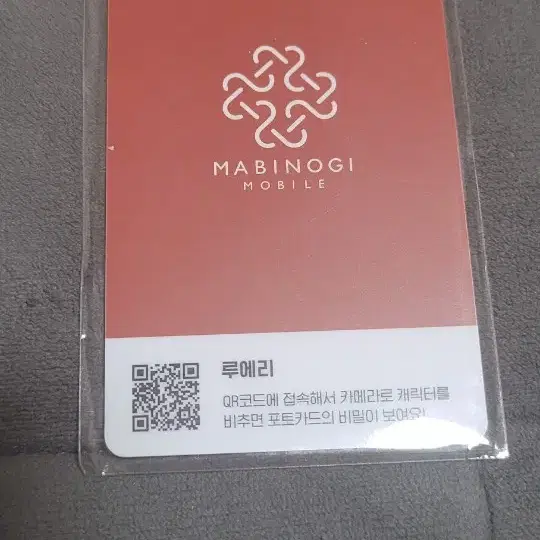 MABINOGI
MOBILE
루에리
QR코드에 접속해서 카메라로 캐릭터를
비추면 포토카드의 비밀이 보여요!